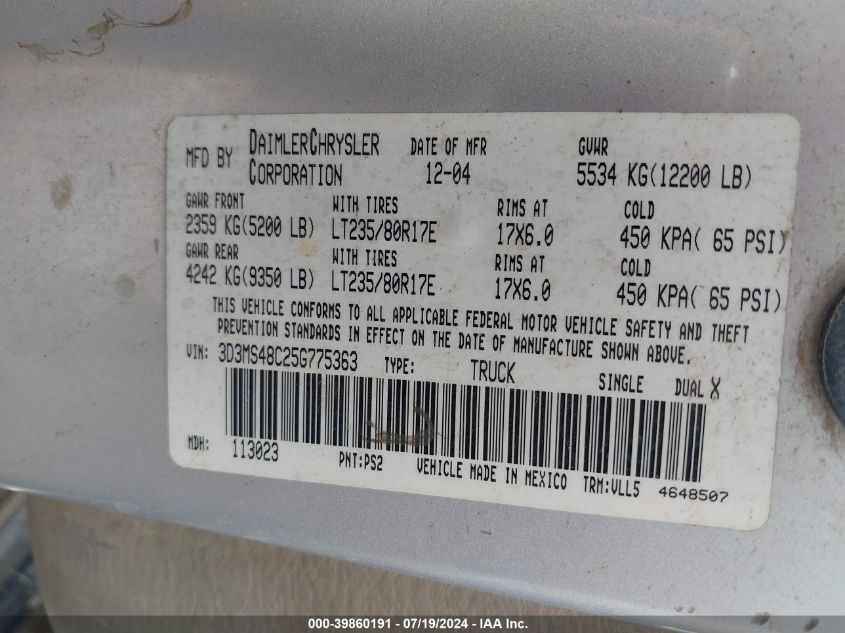 MFD BY DAIMLERCHRYSLER CORPORATION DATE OF MFR 12-04 GVWR 5534 KG(12200 LB)
GAWR FRONT WITH TIRES RIMS AT COLD
2359 KG(5200 LB) LT235/80R17E 17X6.0 450 KPA( 65 PSI)
GAWR REAR WITH TIRES RIMS AT COLD
4242 KG(9350 LB) LT235/80R17E 17X6.0 450 KPA( 65 PSI)
THIS VEHICLE CONFORMS TO ALL APPLICABLE FEDERAL MOTOR VEHICLE SAFETY AND THEFT
PREVENTION STANDARDS IN EFFECT ON THE DATE OF MANUFACTURE SHOWN ABOVE.
VIN: 3D3MS48C25G775363 TYPE: TRUCK SINGLE DUAL X
MDH: 113023 PNT:PS2 VEHICLE MADE IN MEXICO TRM:VLL5 4648507
000-39860191 - 07/19/2024 - IAA Inc.